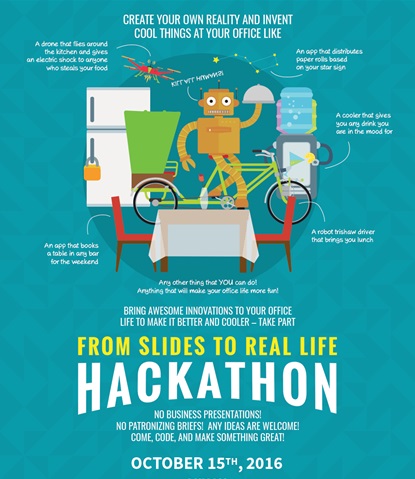 CREATE YOUR OWN REALITY AND INVENT
COOL THINGS AT YOUR OFFICE LIKE
A drone that flies around
the kitchen and gives
an electric shock to anyone
who steals your food
An app that distributes
paper rolls based
on your star sign
A cooler that gives
you any drink you
are in the mood for
A robot trishaw driver
that brings you lunch
An app that books
a table in any bar
for the weekend
Any other thing that YOU can do!
Anything that will make your office life more fun!
BRING AWESOME INNOVATIONS TO YOUR OFFICE
LIFE TO MAKE IT BETTER AND COOLER – TAKE PART
FROM SLIDES TO REAL LIFE
HACKATHON
NO BUSINESS PRESENTATIONS!
NO PATRONIZING BRIEFS! ANY IDEAS ARE WELCOME!
COME, CODE, AND MAKE SOMETHING GREAT!
OCTOBER 15TH, 2016